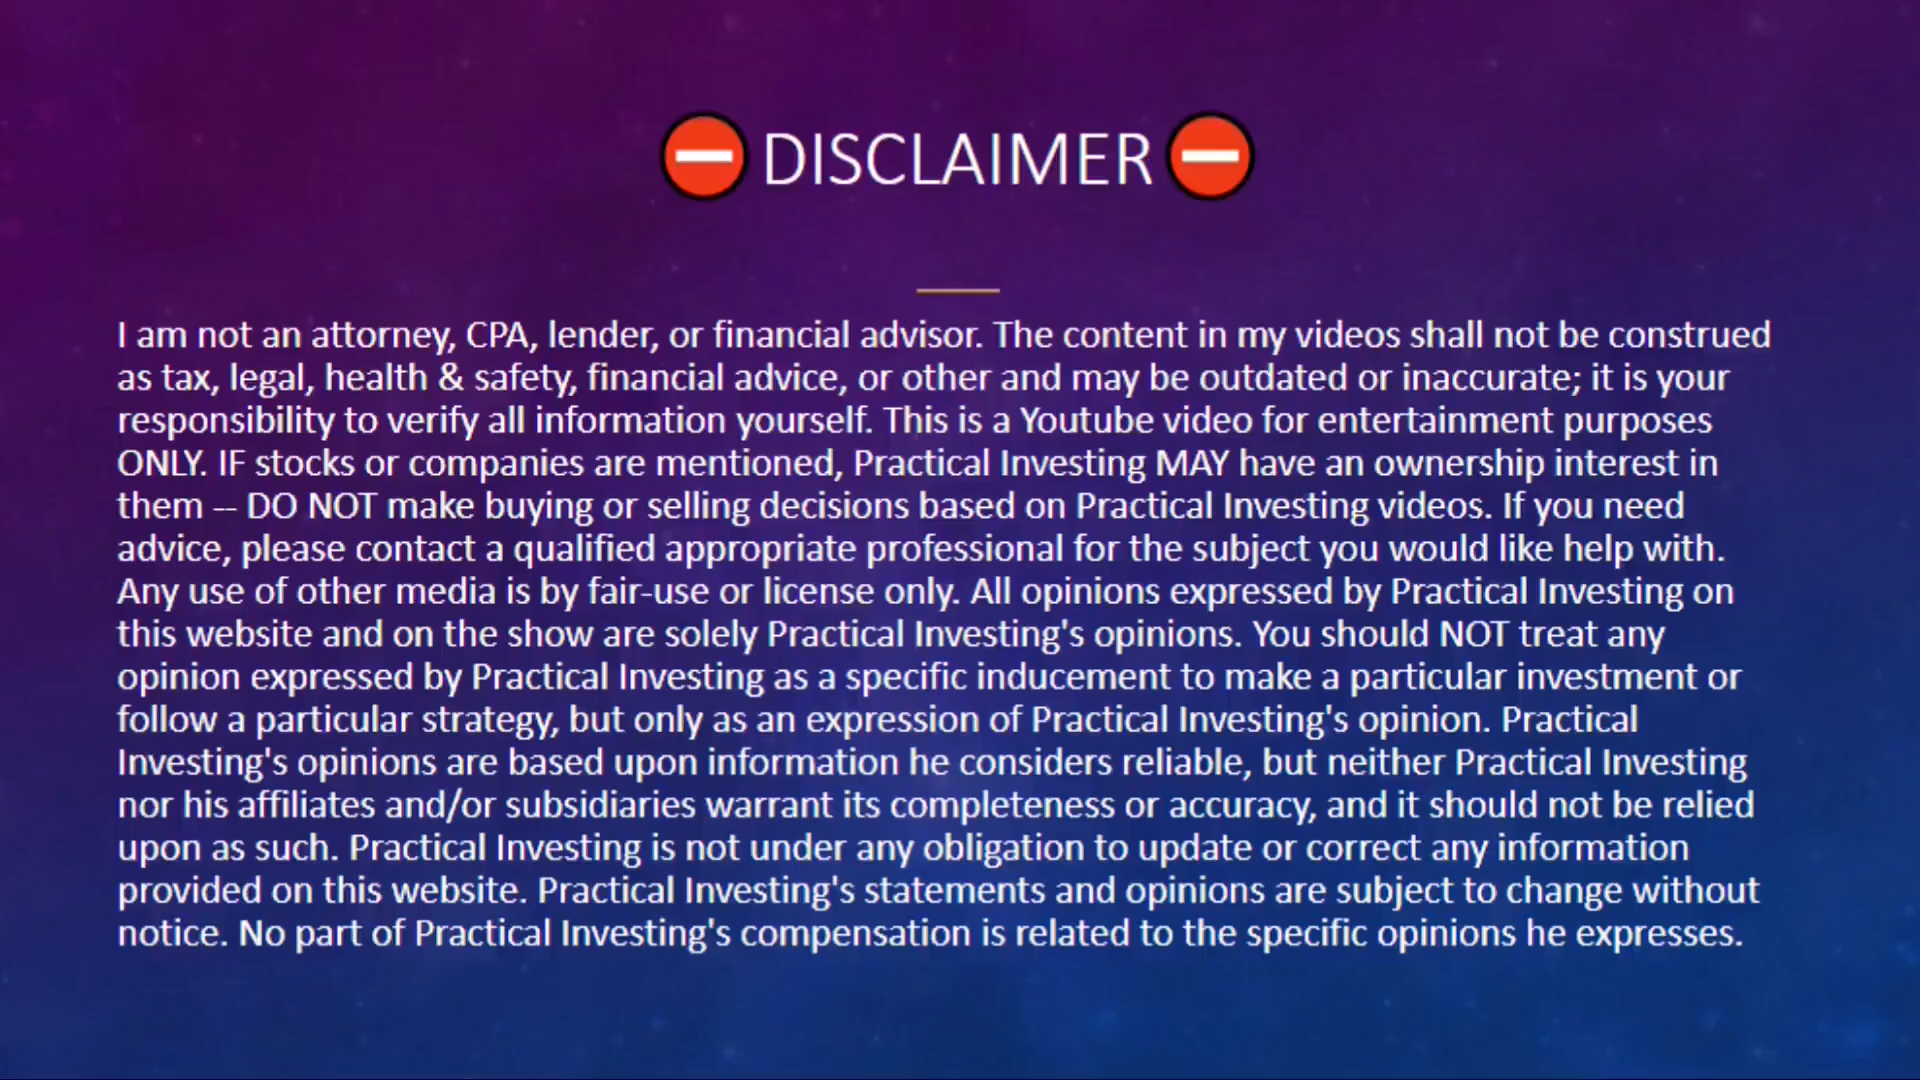 ⛔DISCLAIMER⛔
I am not an attorney, CPA, lender, or financial advisor. The content in my videos shall not be construed
as tax, legal, health & safety, financial advice, or other and may be outdated or inaccurate; it is your
responsibility to verify all information yourself. This is a Youtube video for entertainment purposes
ONLY. IF stocks or companies are mentioned, Practical Investing MAY have an ownership interest in
them -- DO NOT make buying or selling decisions based on Practical Investing videos. If you need
advice, please contact a qualified appropriate professional for the subject you would like help with.
Any use of other media is by fair-use or license only. All opinions expressed by Practical Investing on
this website and on the show are solely Practical Investing's opinions. You should NOT treat any
opinion expressed by Practical Investing as a specific inducement to make a particular investment or
follow a particular strategy, but only as an expression of Practical Investing's opinion. Practical
Investing's opinions are based upon information he considers reliable, but neither Practical Investing
nor his affiliates and/or subsidiaries warrant its completeness or accuracy, and it should not be relied
upon as such. Practical Investing is not under any obligation to update or correct any information
provided on this website. Practical Investing's statements and opinions are subject to change without
notice. No part of Practical Investing's compensation is related to the specific opinions he expresses.